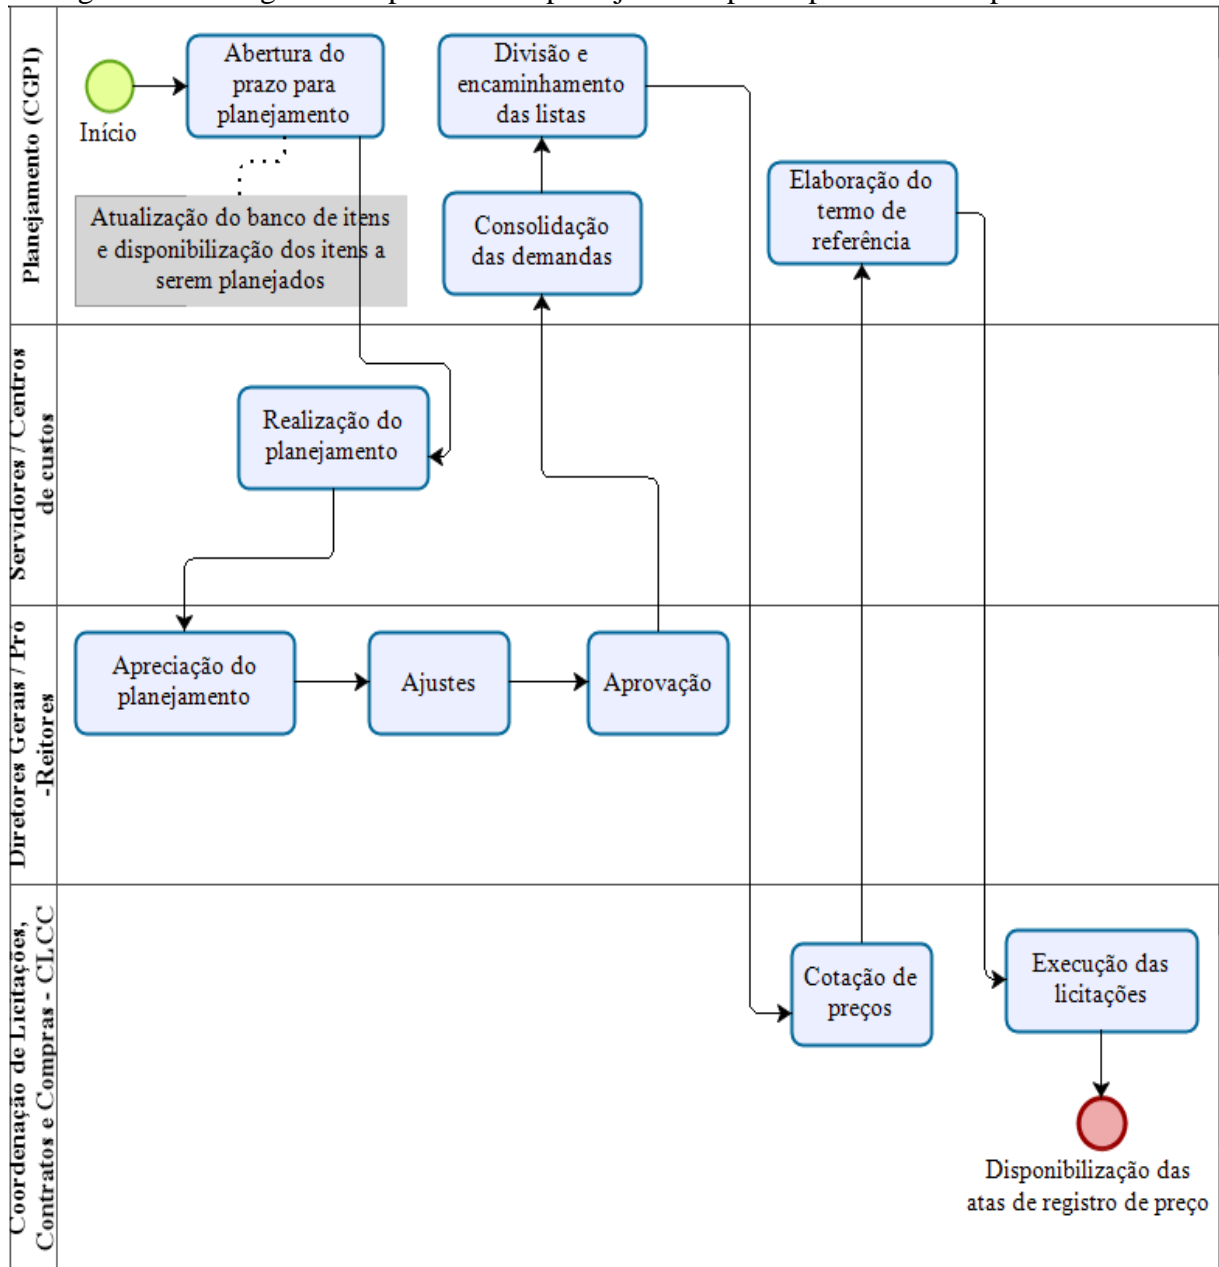 Planejamento (CGPI)
Início
Abertura do
prazo para
planejamento
Atualização do banco de itens
e disponibilização dos itens a
serem planejados
Divisão e
encaminhamento
das listas
Consolidação
das demandas
Elaboração do
termo de
referência
Servidores / Centros
de custos
Realização do
planejamento
Diretores Gerais / Pró
-Reitores
Apreciação do
planejamento
Ajustes
Aprovação
Coordenação de Licitações,
Contratos e Compras - CLCC
Cotação de
preços
Execução das
licitações
Disponibilização das
atas de registro de preço